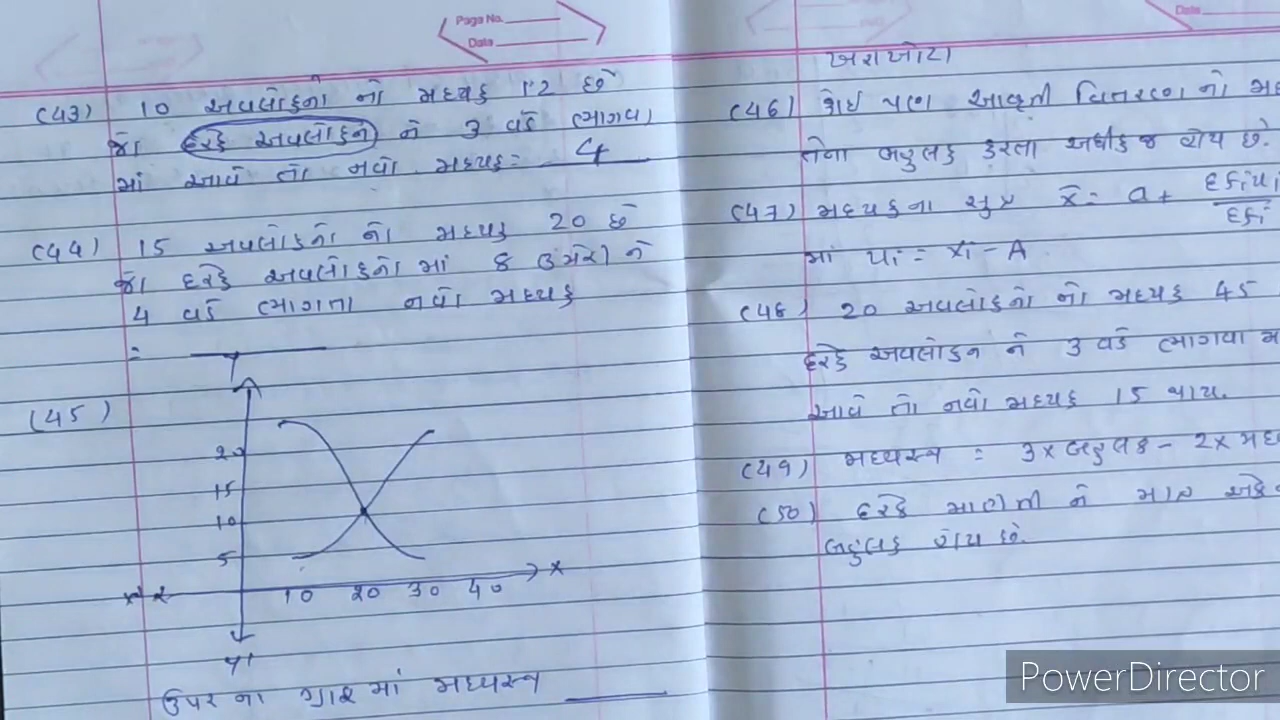 Page No.
Date
(43) 10 અવલોકનો નો મધ્યક 12 છે
જો દરેક અવલોકન ને 3 વડે ભાગવા
માં આવે તો નવો મધ્યક = 4
(44) 15 અવલોકનો નો મધ્યક 20 છે
જો દરેક અવલોકનો માં 8 ઉમેરી ને
4 વડે ભાગતા નવો મધ્યક
=
(45)
Y
20
15
10
5
X' 10 20 30 40 X
Y'
ઉપર ના ગ્રાફ માં મધ્યસ્થ
Date
ખરાખોટા
(46) કોઈ પણ આવૃતી વિતરણ નો
તેના બહુલક કરતા અધીક જ હોય છે.
(47) મધ્યકના સુત્ર x̄ = a + Σfiui
Σfi
માં ui = xi - A
(48) 20 અવલોકનો નો મધ્યક 45
દરેક અવલોકન ને 3 વડે ભાગવા
આવે તો નવો મધ્યક 15 થાય.
(49) મધ્યસ્થ = 3 x બહુલક - 2 x
(50) દરેક માહીતી ને માત્ર
બહુલક હોય છે.
PowerDirector